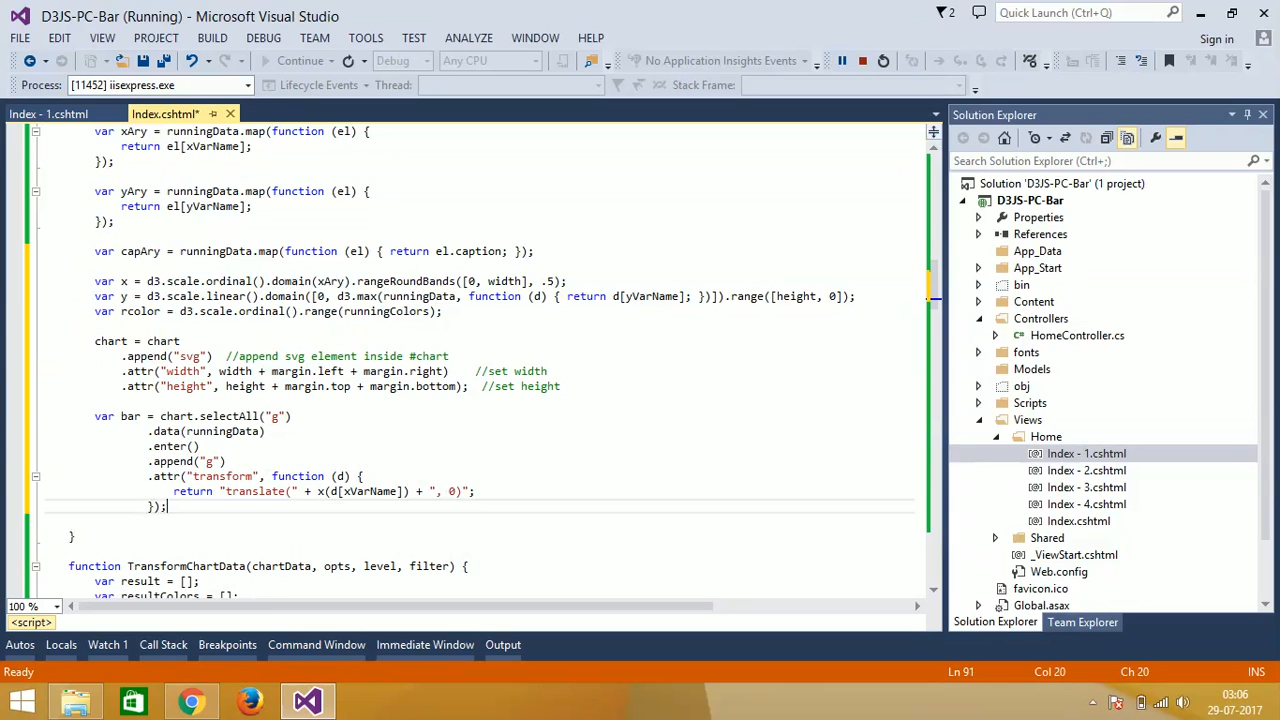 D3JS-PC-Bar (Running) - Microsoft Visual Studio
2
Quick Launch (Ctrl+Q)
FILE EDIT VIEW PROJECT BUILD DEBUG TEAM TOOLS TEST ANALYZE WINDOW HELP
Sign in
Continue Debug Any CPU No Application Insights Events
Process: [11452] iisexpress.exe Lifecycle Events Thread: Stack Frame:
Index - 1.cshtml Index.cshtml*
var xAry = runningData.map(function (el) {
return el[xVarName];
});
var yAry = runningData.map(function (el) {
return el[yVarName];
});
var capAry = runningData.map(function (el) { return el.caption; });
var x = d3.scale.ordinal().domain(xAry).rangeRoundBands([0, width], .5);
var y = d3.scale.linear().domain([0, d3.max(runningData, function (d) { return d[yVarName]; })]).range([height, 0]);
var rcolor = d3.scale.ordinal().range(runningColors);
chart = chart
.append("svg")  //append svg element inside #chart
.attr("width", width + margin.left + margin.right)    //set width
.attr("height", height + margin.top + margin.bottom);  //set height
var bar = chart.selectAll("g")
.data(runningData)
.enter()
.append("g")
.attr("transform", function (d) {
return "translate(" + x(d[xVarName]) + ", 0)";
});
}
function TransformChartData(chartData, opts, level, filter) {
var result = [];
var resultColors = [];
100 %
<script>
Solution Explorer
Search Solution Explorer (Ctrl+;)
Solution 'D3JS-PC-Bar' (1 project)
D3JS-PC-Bar
Properties
References
App_Data
App_Start
bin
Content
Controllers
HomeController.cs
fonts
Models
obj
Scripts
Views
Home
Index - 1.cshtml
Index - 2.cshtml
Index - 3.cshtml
Index - 4.cshtml
Index.cshtml
Shared
_ViewStart.cshtml
Web.config
favicon.ico
Global.asax
Solution Explorer Team Explorer
Autos Locals Watch 1 Call Stack Breakpoints Command Window Immediate Window Output
Ready Ln 91 Col 20 Ch 20 INS
03:06
29-07-2017